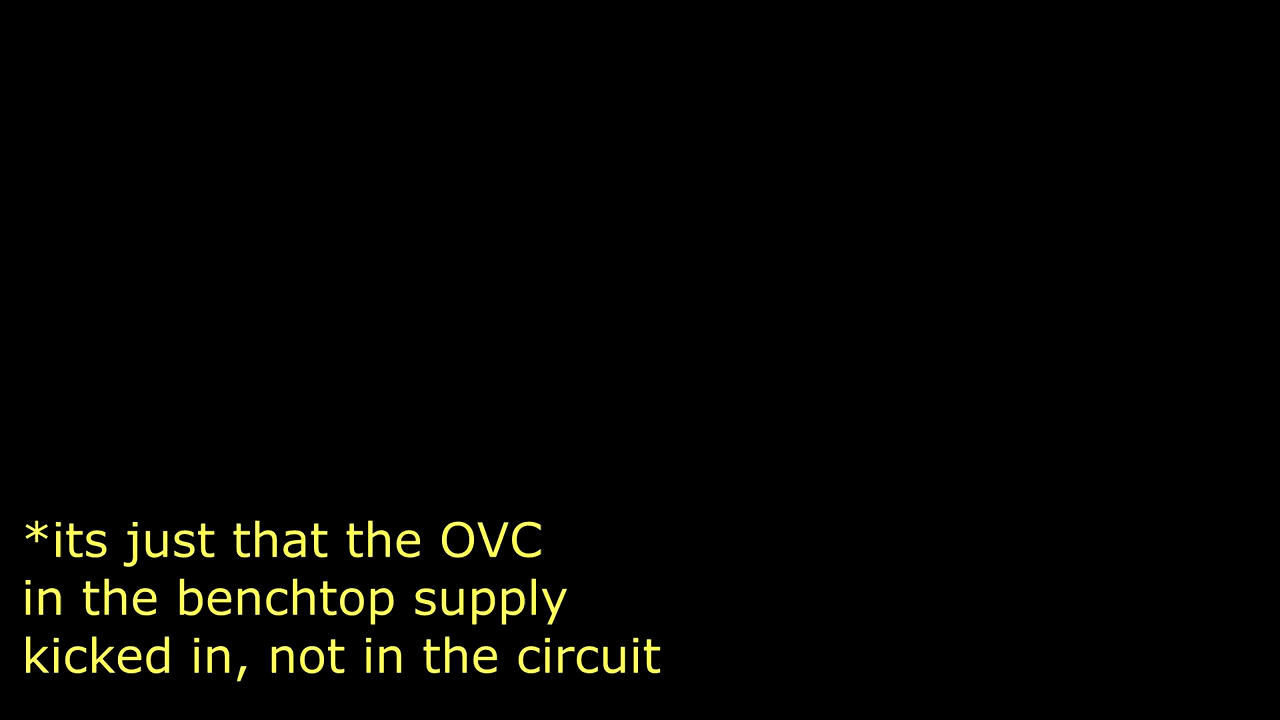 *its just that the OVC
in the benchtop supply
kicked in, not in the circuit